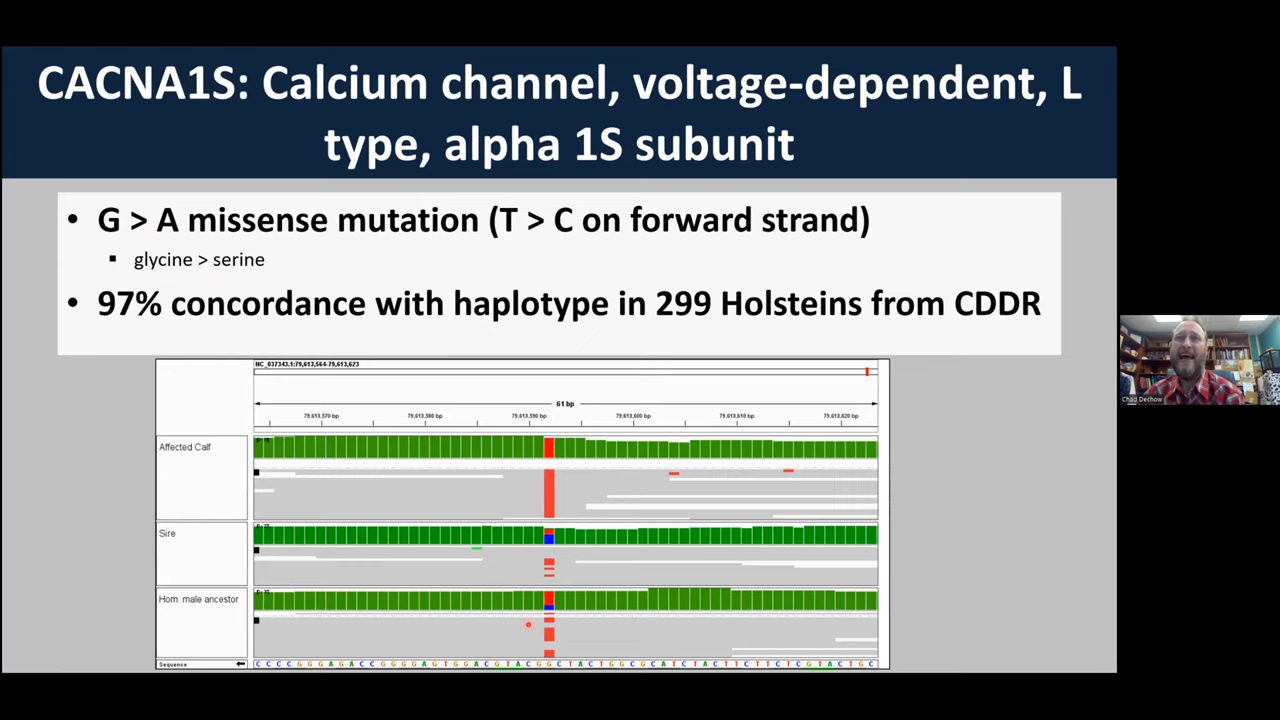 CACNA1S: Calcium channel, voltage-dependent, L
type, alpha 1S subunit
• G > A missense mutation (T > C on forward strand)
▪ glycine > serine
• 97% concordance with haplotype in 299 Holsteins from CDDR
NC_037343.1:79,613,564-79,613,623
61 bp
79,613,570 bp 79,613,580 bp 79,613,590 bp 79,613,600 bp 79,613,610 bp 79,613,620 bp
Affected Calf
Sire
Hom. male ancestor
Sequence
C C C C G G G A G A C C G G G G A G T G G A C G T A C G G C T A C T G G C G C A T C T A C T T C T T C T C G T A C T G C
Chad Dechow